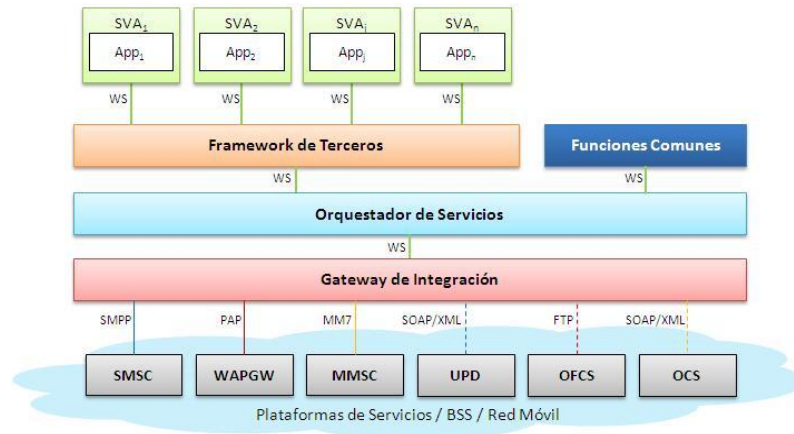 SVA1 SVA2 SVAj SVAn
App1 App2 Appj Appn
WS WS WS WS
Framework de Terceros Funciones Comunes
WS WS
Orquestador de Servicios
WS
Gateway de Integración
SMPP PAP MM7 SOAP/XML FTP SOAP/XML
SMSC WAPGW MMSC UPD OFCS OCS
Plataformas de Servicios / BSS / Red Móvil